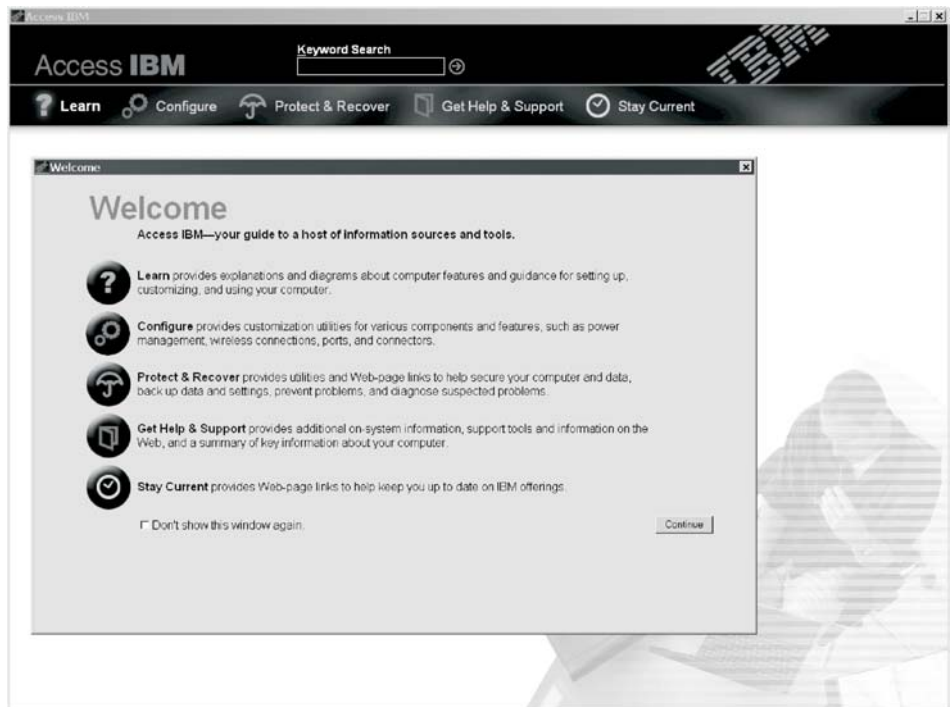 Access IBM
Keyword Search
Access IBM
IBM
Learn Configure Protect & Recover Get Help & Support Stay Current
Welcome
Welcome
Access IBM—your guide to a host of information sources and tools.
Learn provides explanations and diagrams about computer features and guidance for setting up,
customizing, and using your computer.
Configure provides customization utilities for various components and features, such as power
management, wireless connections, ports, and connectors.
Protect & Recover provides utilities and Web-page links to help secure your computer and data,
back up data and settings, prevent problems, and diagnose suspected problems.
Get Help & Support provides additional on-system information, support tools and information on the
Web, and a summary of key information about your computer.
Stay Current provides Web-page links to help keep you up to date on IBM offerings.
Don't show this window again.
Continue